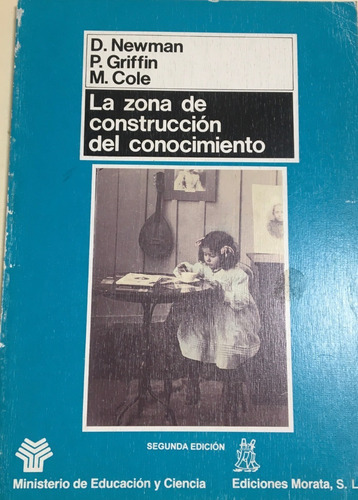 D. Newman
P. Griffin
M. Cole
La zona de
construcción
del conocimiento
SEGUNDA EDICIÓN
Ministerio de Educación y Ciencia
Ediciones Morata, S. L